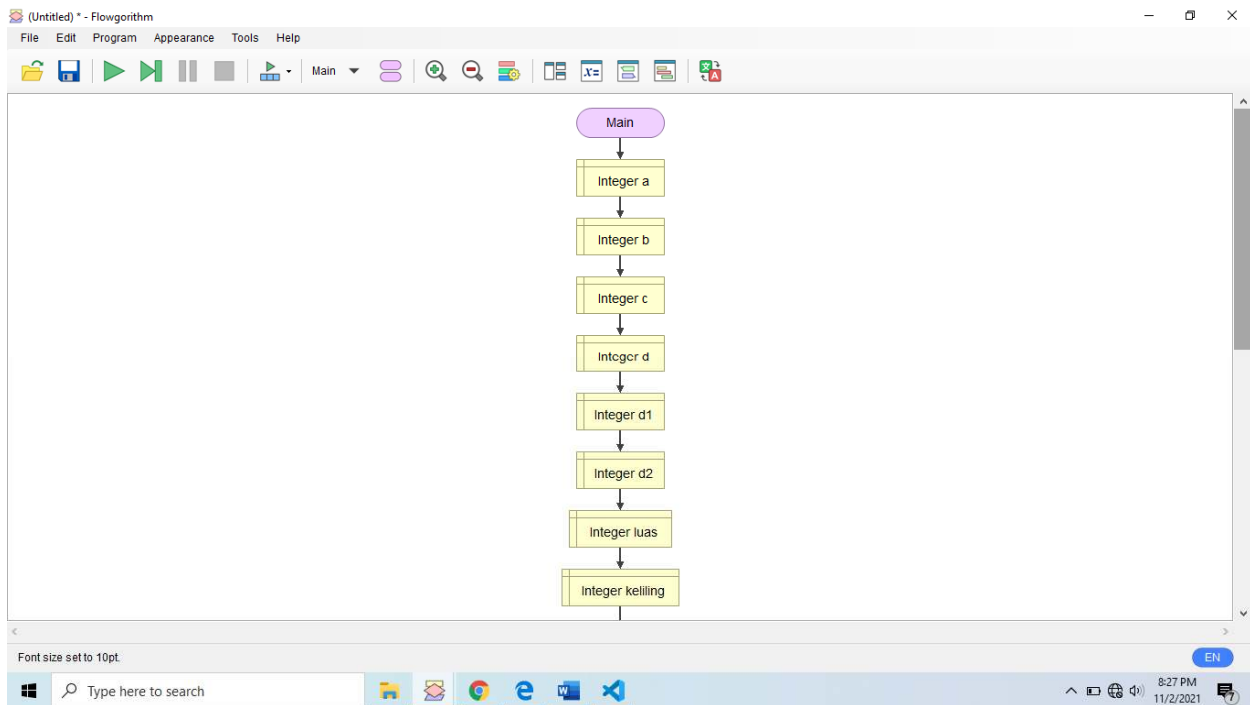 (Untitled) * - Flowgorithm
File Edit Program Appearance Tools Help
Main
x=
Main
Integer a
Integer b
Integer c
Integer d
Integer d1
Integer d2
Integer luas
Integer keliling
Font size set to 10pt.
EN
Type here to search
8:27 PM
11/2/2021
7